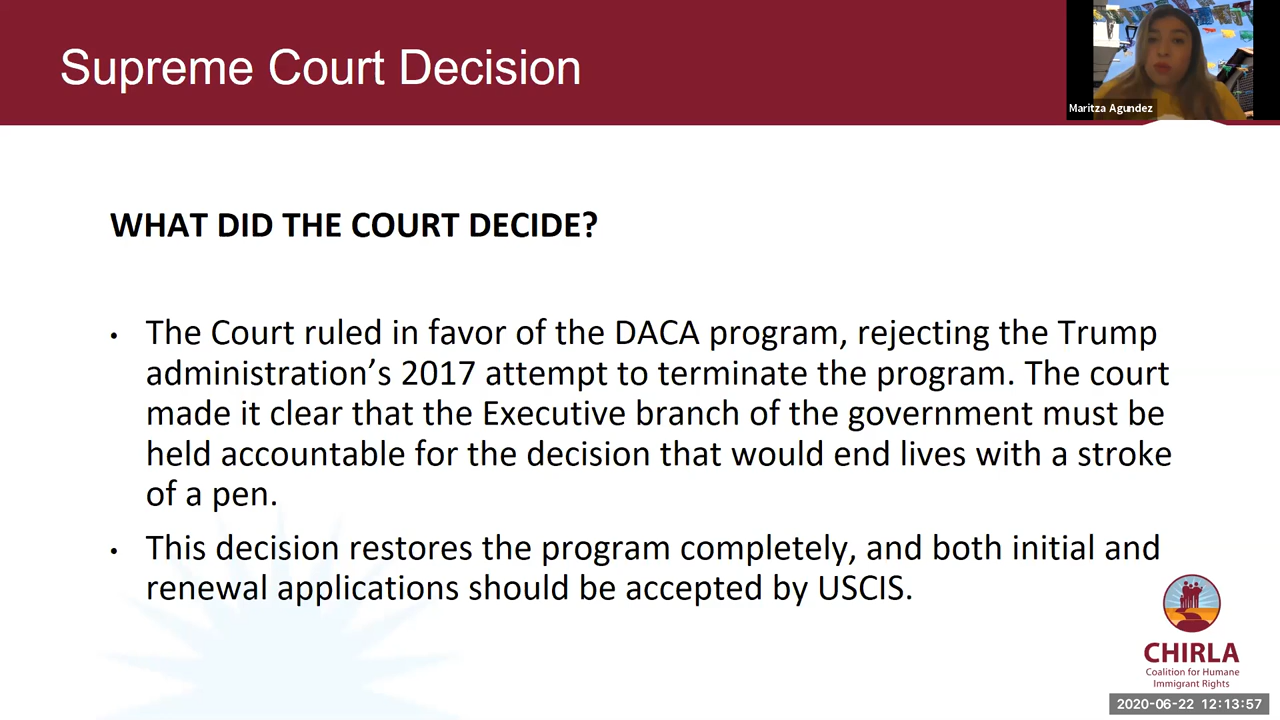 Supreme Court Decision
Maritza Agundez
WHAT DID THE COURT DECIDE?
• The Court ruled in favor of the DACA program, rejecting the Trump
administration’s 2017 attempt to terminate the program. The court
made it clear that the Executive branch of the government must be
held accountable for the decision that would end lives with a stroke
of a pen.
• This decision restores the program completely, and both initial and
renewal applications should be accepted by USCIS.
CHIRLA
Coalition for Humane
Immigrant Rights
2020-06-22 12:13:57